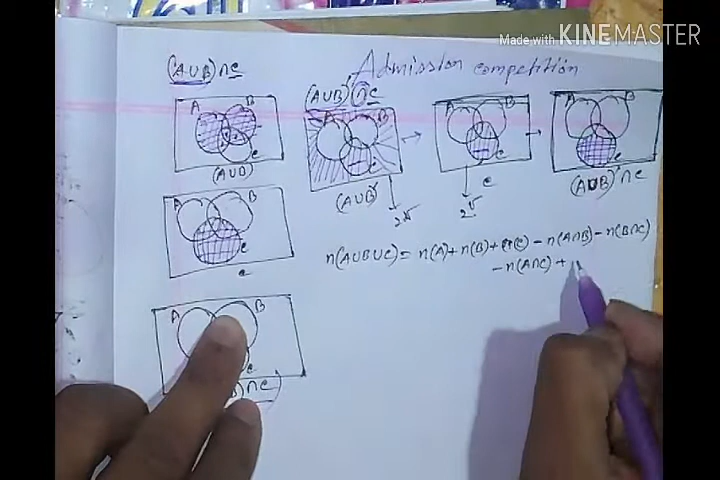 Made with KINEMASTER
Admission competition
(A∪B)∩C
(A∪B)′∩C
A B C
(A∪B)
A B C
(A∪B)′
A B
C
A B C
(A∪B)′∩C
A B C
C
n(A∪B∪C) = n(A) + n(B) + n(C) - n(A∩B) - n(B∩C)
- n(A∩C) +
A B C
)∩C